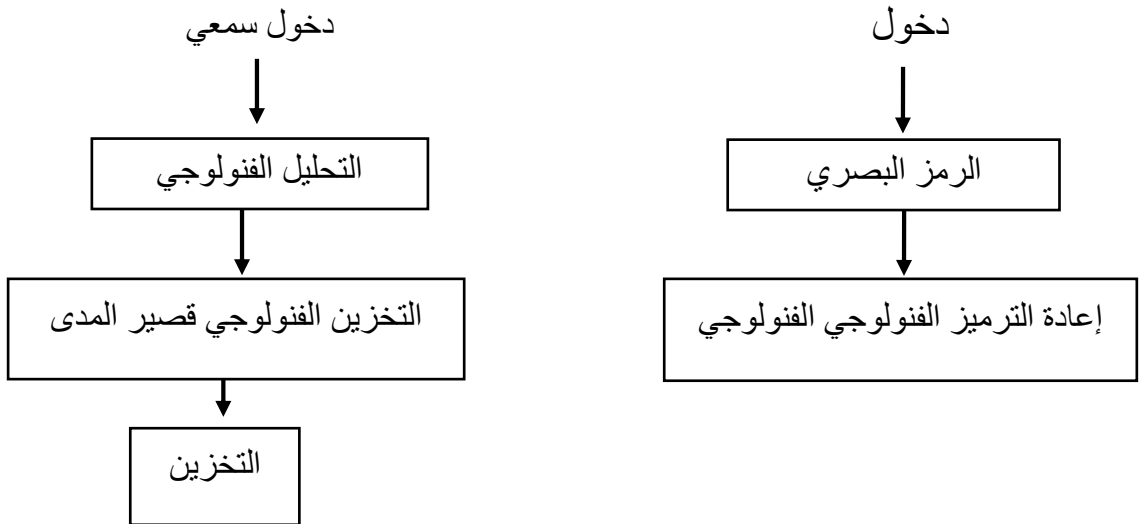 دخول
دخول سمعي
الرمز البصري
التحليل الفنولوجي
إعادة الترميز الفنولوجي الفنولوجي
التخزين الفنولوجي قصير المدى
التخزين